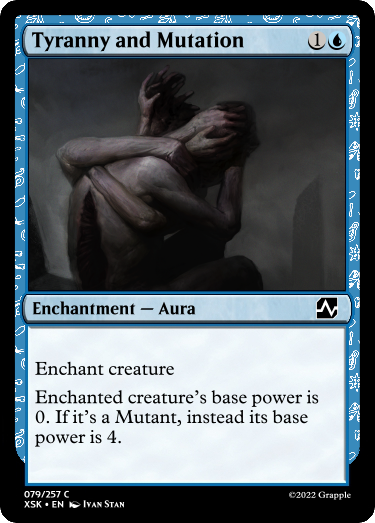 Tyranny and Mutation 1
Enchantment — Aura
Enchant creature
Enchanted creature's base power is
0. If it's a Mutant, instead its base
power is 4.
079/257 C
XSK • EN Ivan Stan
©2022 Grapple